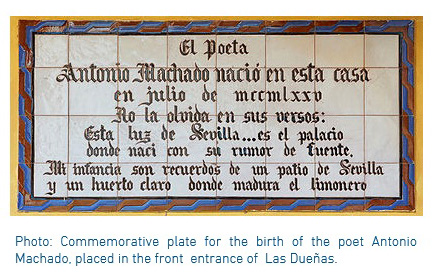 El Poeta
Antonio Machado nació en esta casa
en julio de mccmlxxv
No la olvida en sus versos:
Esta luz de Sevilla...es el palacio
donde nací con su rumor de fuente.
Mi infancia son recuerdos de un patio de Sevilla
y un huerto claro donde madura el limonero
Photo: Commemorative plate for the birth of the poet Antonio
Machado, placed in the front entrance of Las Dueñas.